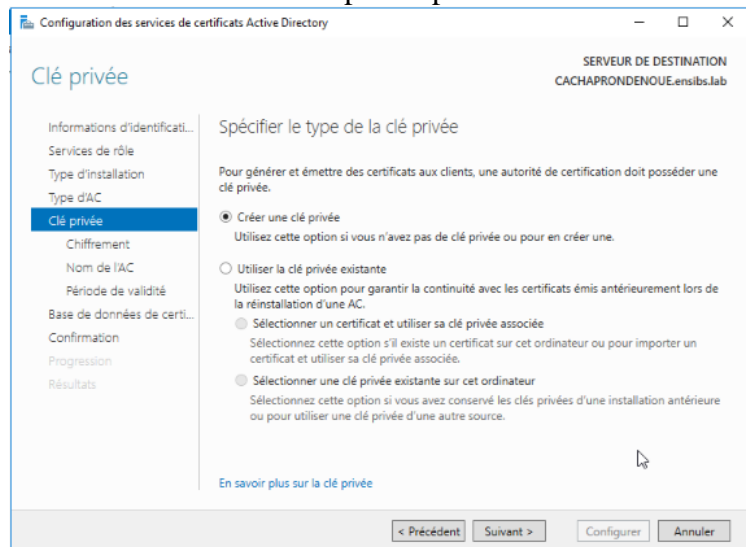 Configuration des services de certificats Active Directory
SERVEUR DE DESTINATION
CACHAPRONDENOUE.ensibs.lab
Clé privée
Informations d'identificati...
Services de rôle
Type d'installation
Type d'AC
Clé privée
Chiffrement
Nom de l'AC
Période de validité
Base de données de certi...
Confirmation
Progression
Résultats
Spécifier le type de la clé privée
Pour générer et émettre des certificats aux clients, une autorité de certification doit posséder une
clé privée.
Créer une clé privée
Utilisez cette option si vous n'avez pas de clé privée ou pour en créer une.
Utiliser la clé privée existante
Utilisez cette option pour garantir la continuité avec les certificats émis antérieurement lors de
la réinstallation d'une AC.
Sélectionner un certificat et utiliser sa clé privée associée
Sélectionnez cette option s'il existe un certificat sur cet ordinateur ou pour importer un
certificat et utiliser sa clé privée associée.
Sélectionner une clé privée existante sur cet ordinateur
Sélectionnez cette option si vous avez conservé les clés privées d'une installation antérieure
ou pour utiliser une clé privée d'une autre source.
En savoir plus sur la clé privée
< Précédent
Suivant >
Configurer
Annuler